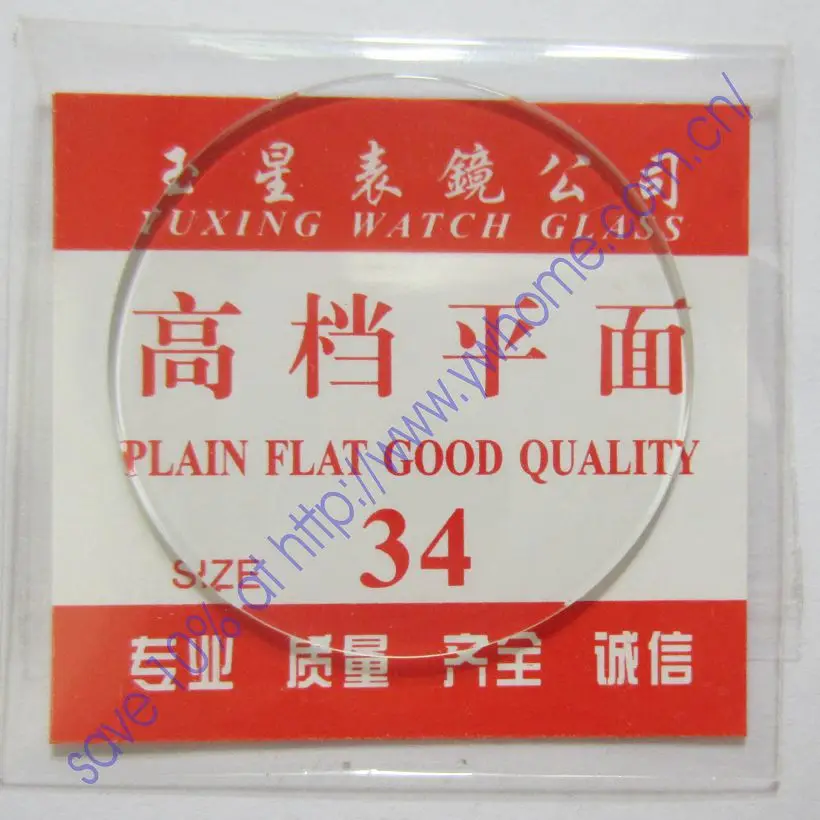 玉星表鏡公司
YUXING WATCH GLASS
高档平面
PLAIN FLAT GOOD QUALITY
SIZE 34
专业 质量 齐全 诚信
save 10% at http://www.ywhome.com.cn/